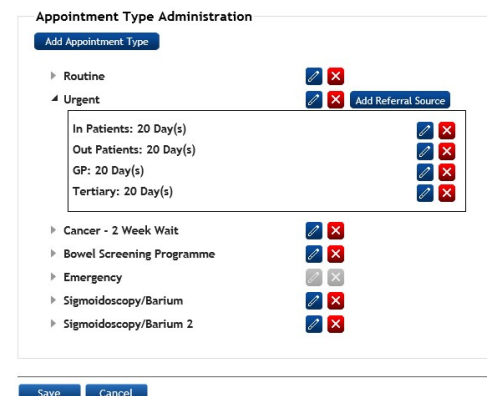 Appointment Type Administration
Add Appointment Type
Routine
Urgent Add Referral Source
In Patients: 20 Day(s)
Out Patients: 20 Day(s)
GP: 20 Day(s)
Tertiary: 20 Day(s)
Cancer - 2 Week Wait
Bowel Screening Programme
Emergency
Sigmoidoscopy/Barium
Sigmoidoscopy/Barium 2
Save Cancel